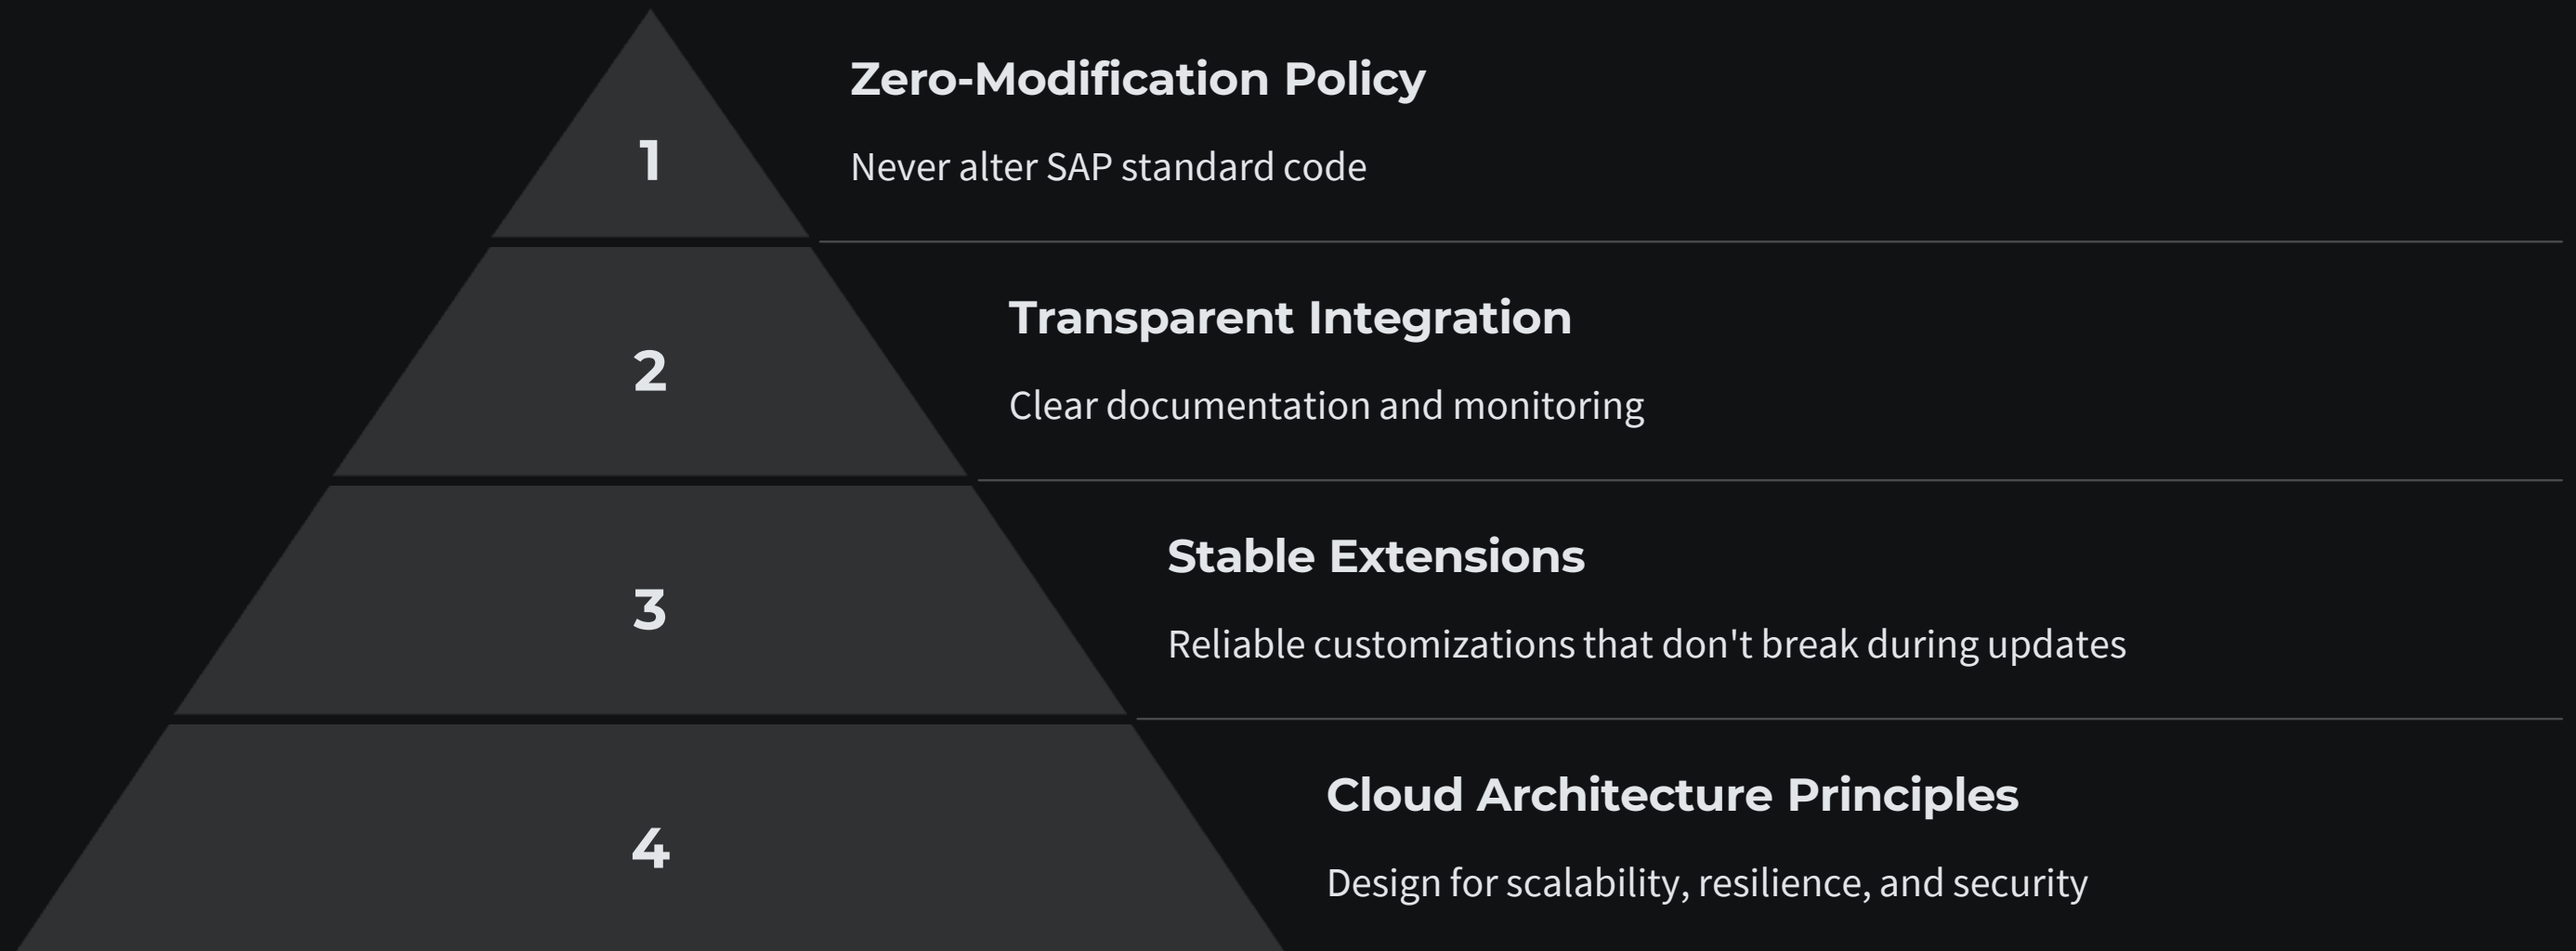 1
Zero-Modification Policy
Never alter SAP standard code
2
Transparent Integration
Clear documentation and monitoring
3
Stable Extensions
Reliable customizations that don't break during updates
4
Cloud Architecture Principles
Design for scalability, resilience, and security